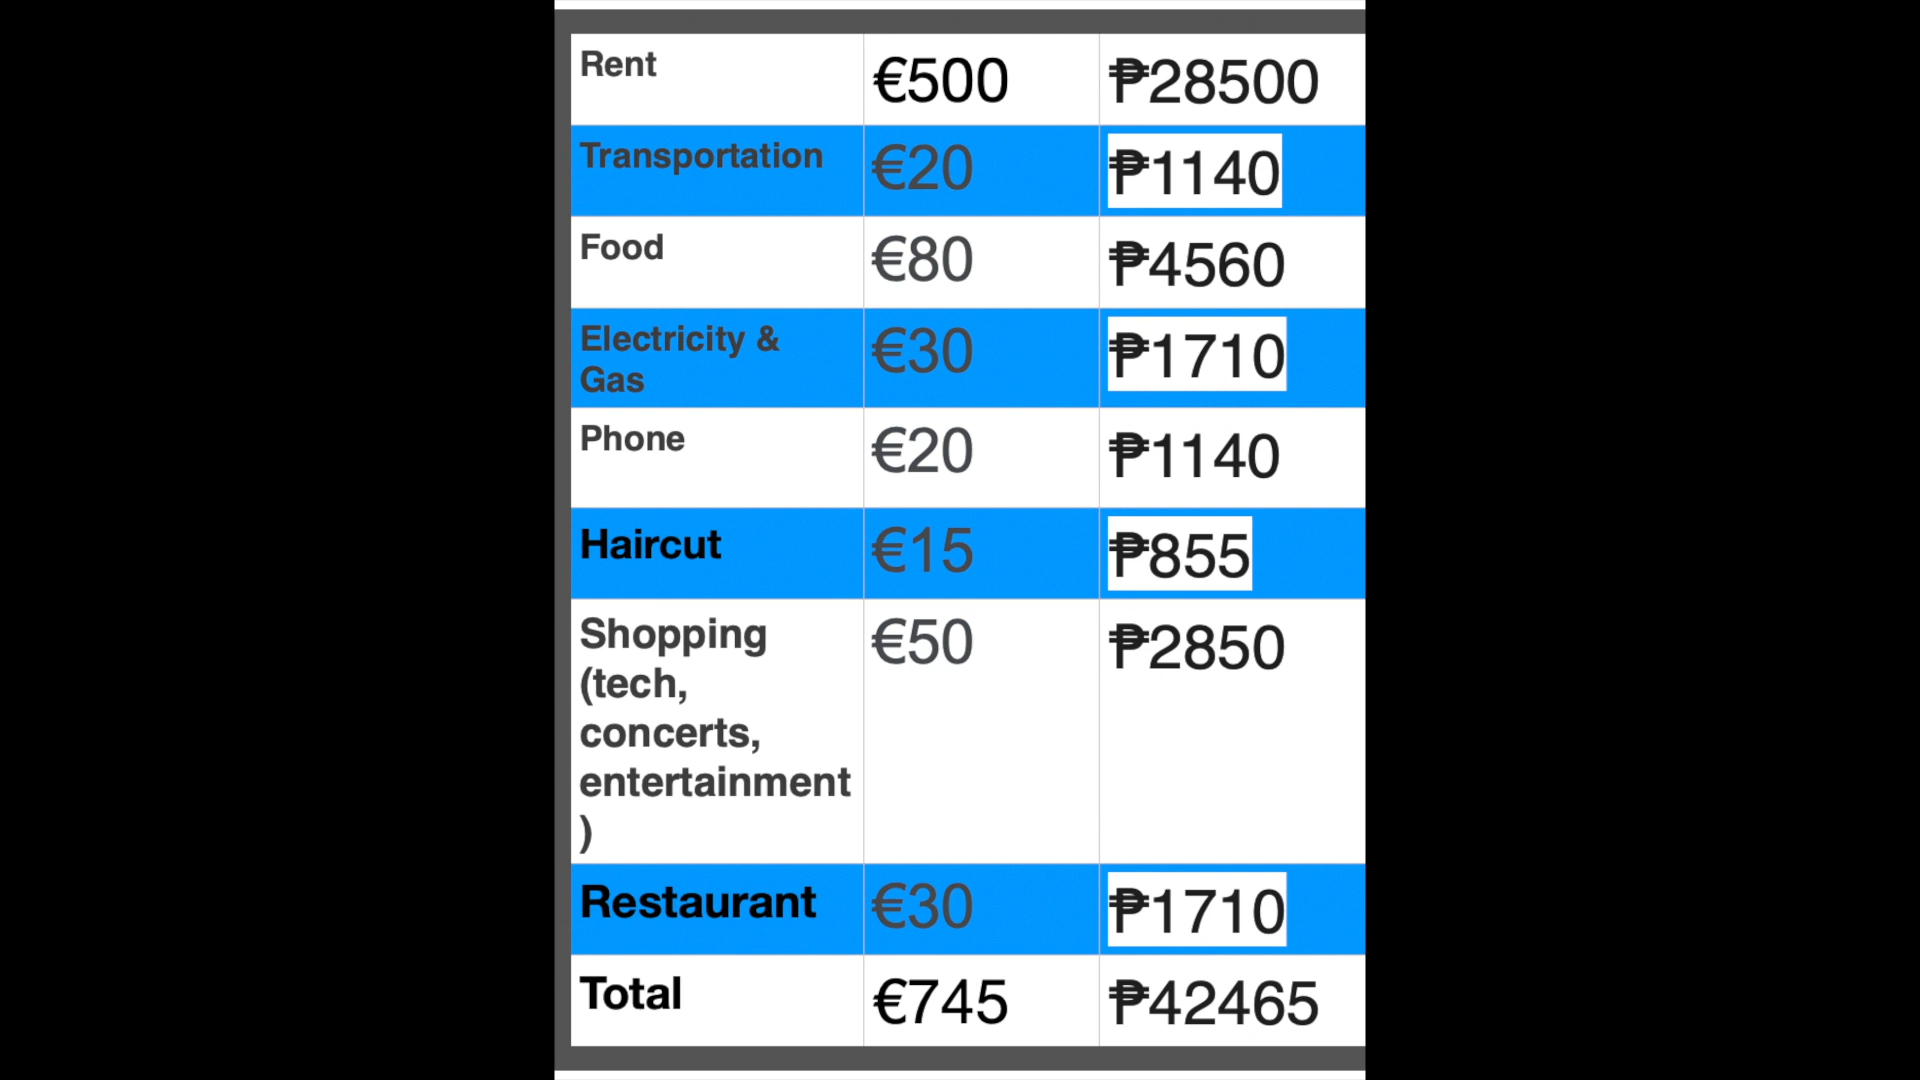 Rent €500 ₱28500
Transportation €20 ₱1140
Food €80 ₱4560
Electricity & €30 ₱1710
Gas
Phone €20 ₱1140
Haircut €15 ₱855
Shopping €50 ₱2850
(tech,
concerts,
entertainment
)
Restaurant €30 ₱1710
Total €745 ₱42465